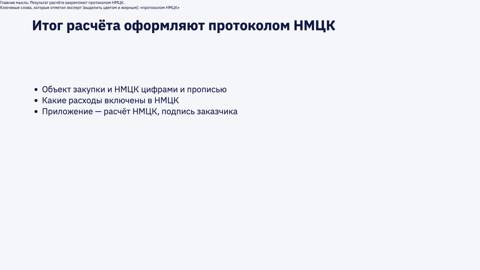 Главная мысль: Результат расчёта закрепляют протоколом НМЦК.
Ключевые слова, которые отметил эксперт (выделить цветом и жирным): «протоколом НМЦК»
Итог расчёта оформляют протоколом НМЦК
• Объект закупки и НМЦК цифрами и прописью
• Какие расходы включены в НМЦК
• Приложение — расчёт НМЦК, подпись заказчика